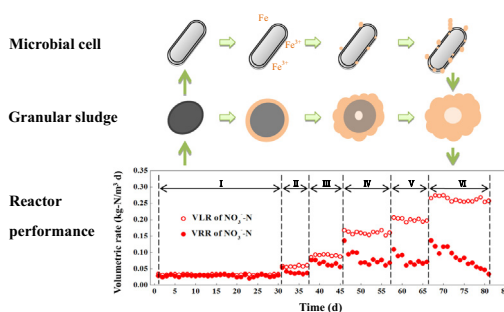 Fe
Microbial cell
Fe³⁺
Fe³⁺
Granular sludge
Reactor
performance
Volumetric rate (kg-N/m³ d)
0.35
0.30
0.25
0.20
0.15
0.10
0.05
0.00
I II III IV V VI
VLR of NO₃⁻-N
VRR of NO₃⁻-N
0 5 10 15 20 25 30 35 40 45 50 55 60 65 70 75 80 85
Time (d)